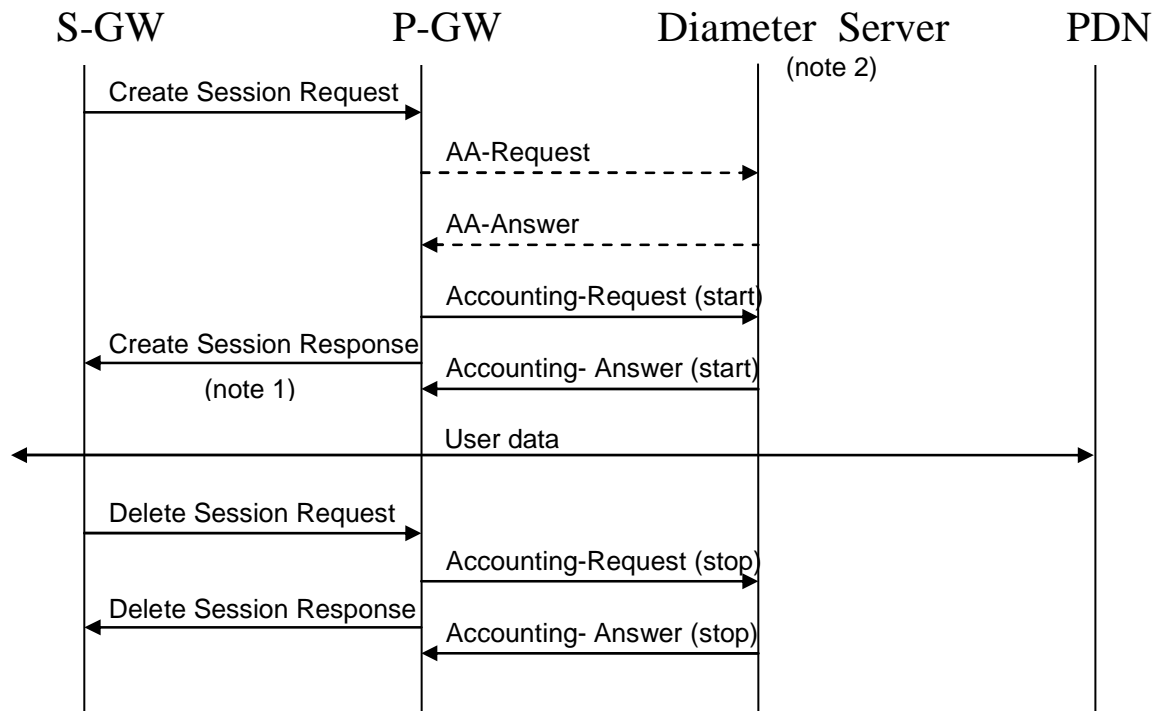 S-GW P-GW Diameter Server PDN
(note 2)
Create Session Request
AA-Request
AA-Answer
Accounting-Request (start)
Create Session Response
Accounting- Answer (start)
(note 1)
User data
Delete Session Request
Accounting-Request (stop)
Delete Session Response
Accounting- Answer (stop)